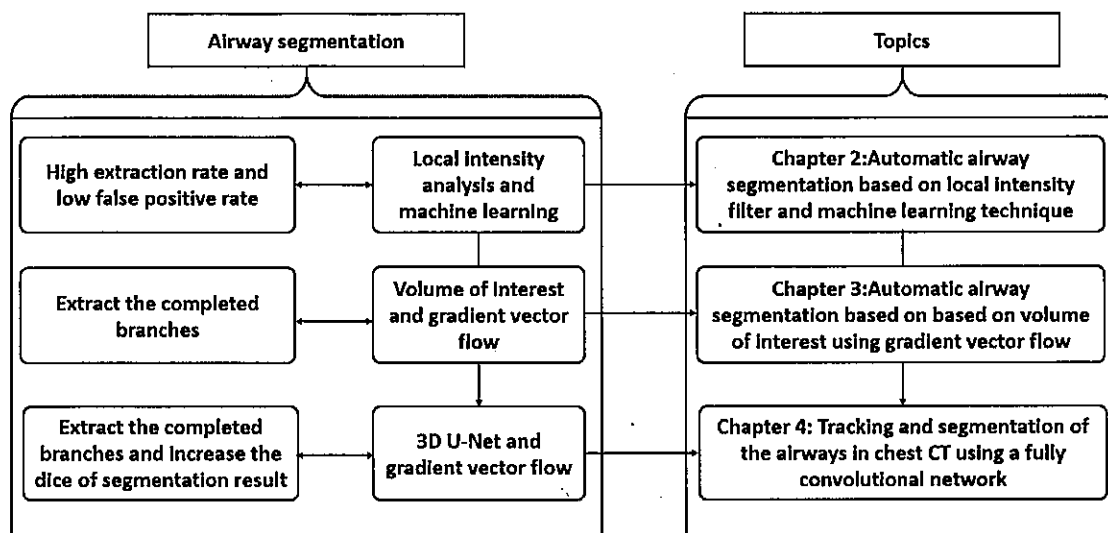 Airway segmentation
Topics
High extraction rate and
low false positive rate
Local intensity
analysis and
machine learning
Chapter 2:Automatic airway
segmentation based on local intensity
filter and machine learning technique
Extract the completed
branches
Volume of Interest
and gradient vector
flow
Chapter 3:Automatic airway
segmentation based on based on volume
of interest using gradient vector flow
Extract the completed
branches and increase the
dice of segmentation result
3D U-Net and
gradient vector flow
Chapter 4: Tracking and segmentation of
the airways in chest CT using a fully
convolutional network